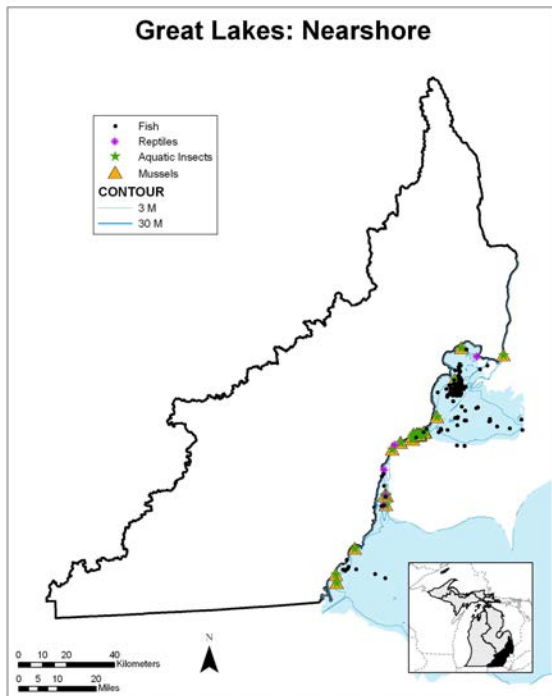 Great Lakes: Nearshore
Fish
Reptiles
Aquatic Insects
Mussels
CONTOUR
3 M
30 M
N
0 5 10 20 40
Kilometers
0 5 10 20
Miles